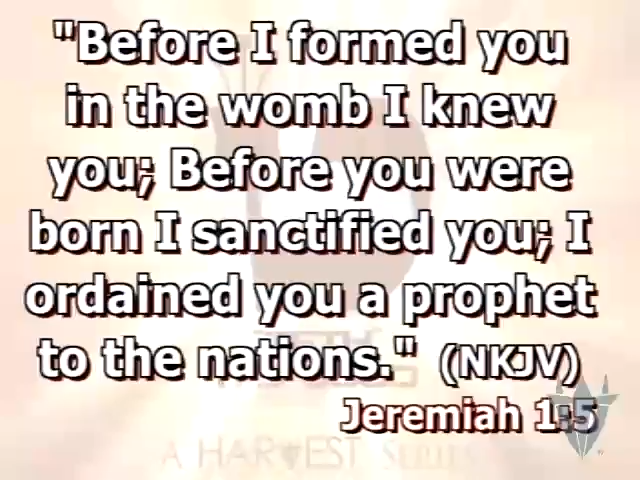 "Before I formed you
in the womb I knew
you; Before you were
born I sanctified you; I
ordained you a prophet
to the nations." (NKJV)
Jeremiah 1:5
A HARVEST SERIES